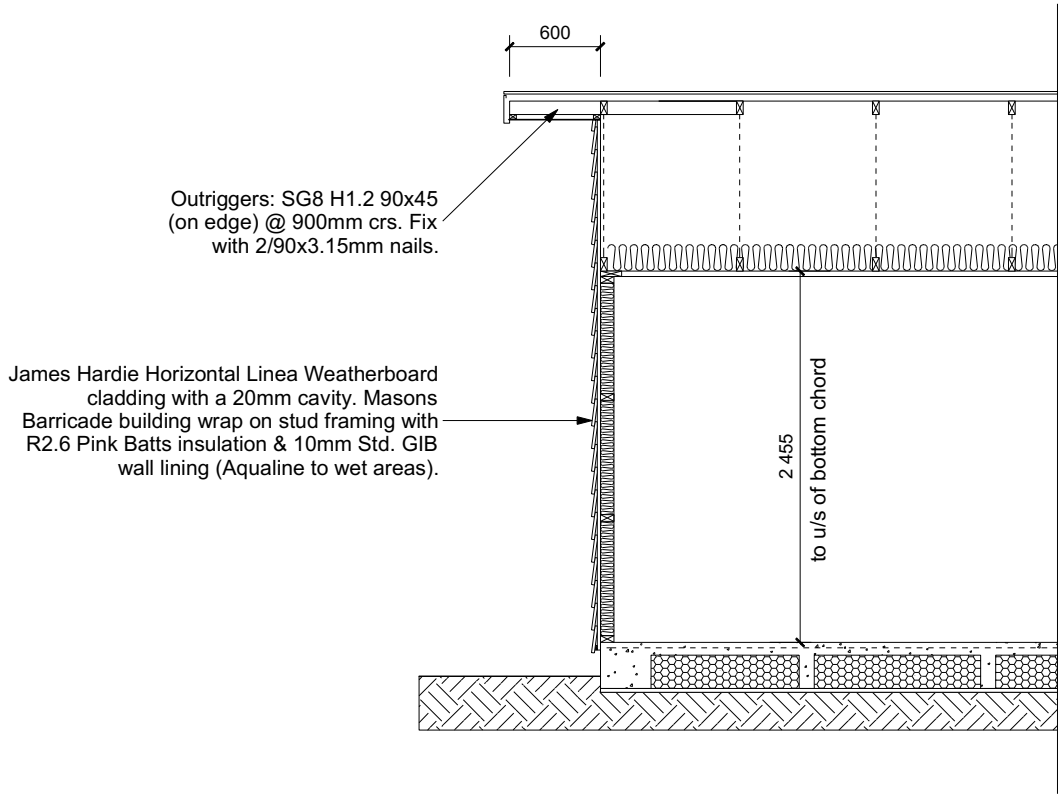 600
Outriggers: SG8 H1.2 90x45
(on edge) @ 900mm crs. Fix
with 2/90x3.15mm nails.
James Hardie Horizontal Linea Weatherboard
cladding with a 20mm cavity. Masons
Barricade building wrap on stud framing with
R2.6 Pink Batts insulation & 10mm Std. GIB
wall lining (Aqualine to wet areas).
2 455
to u/s of bottom chord